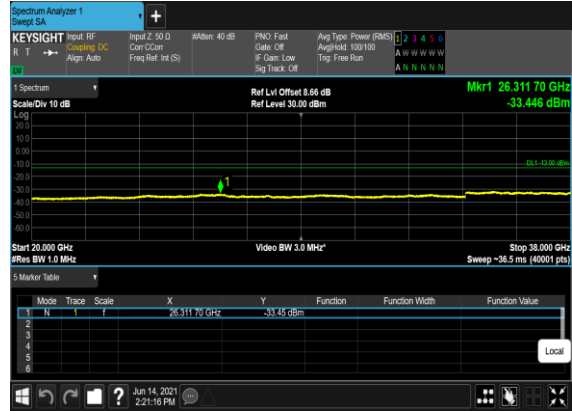 Spectrum Analyzer 1
Swept SA
+
KEYSIGHT Input: RF Input Z: 50 Ω #Atten: 40 dB PNO: Fast Avg Type: Power (RMS) 1 2 3 4 5 6
R T Coupling: DC Corr CCorr Gate: Off Avg|Hold: 100/100 A W W W W W
Align: Auto Freq Ref: Int (S) IF Gain: Low Trig: Free Run
LW Sig Track: Off A N N N N N
1 Spectrum Ref Lvl Offset 8.66 dB Mkr1 26.311 70 GHz
Scale/Div 10 dB Ref Level 30.00 dBm -33.446 dBm
Log
20.0
10.0
0.00
-10.0 DL1 -13.00 dBm
-20.0
-30.0 1
-40.0
-50.0
-60.0
Start 20.000 GHz Video BW 3.0 MHz* Stop 38.000 GHz
#Res BW 1.0 MHz Sweep ~36.5 ms (40001 pts)
5 Marker Table
Mode Trace Scale X Y Function Function Width Function Value
1 N 1 f 26.311 70 GHz -33.45 dBm
2
3
4
5
6
Local
? Jun 14, 2021
2:21:16 PM